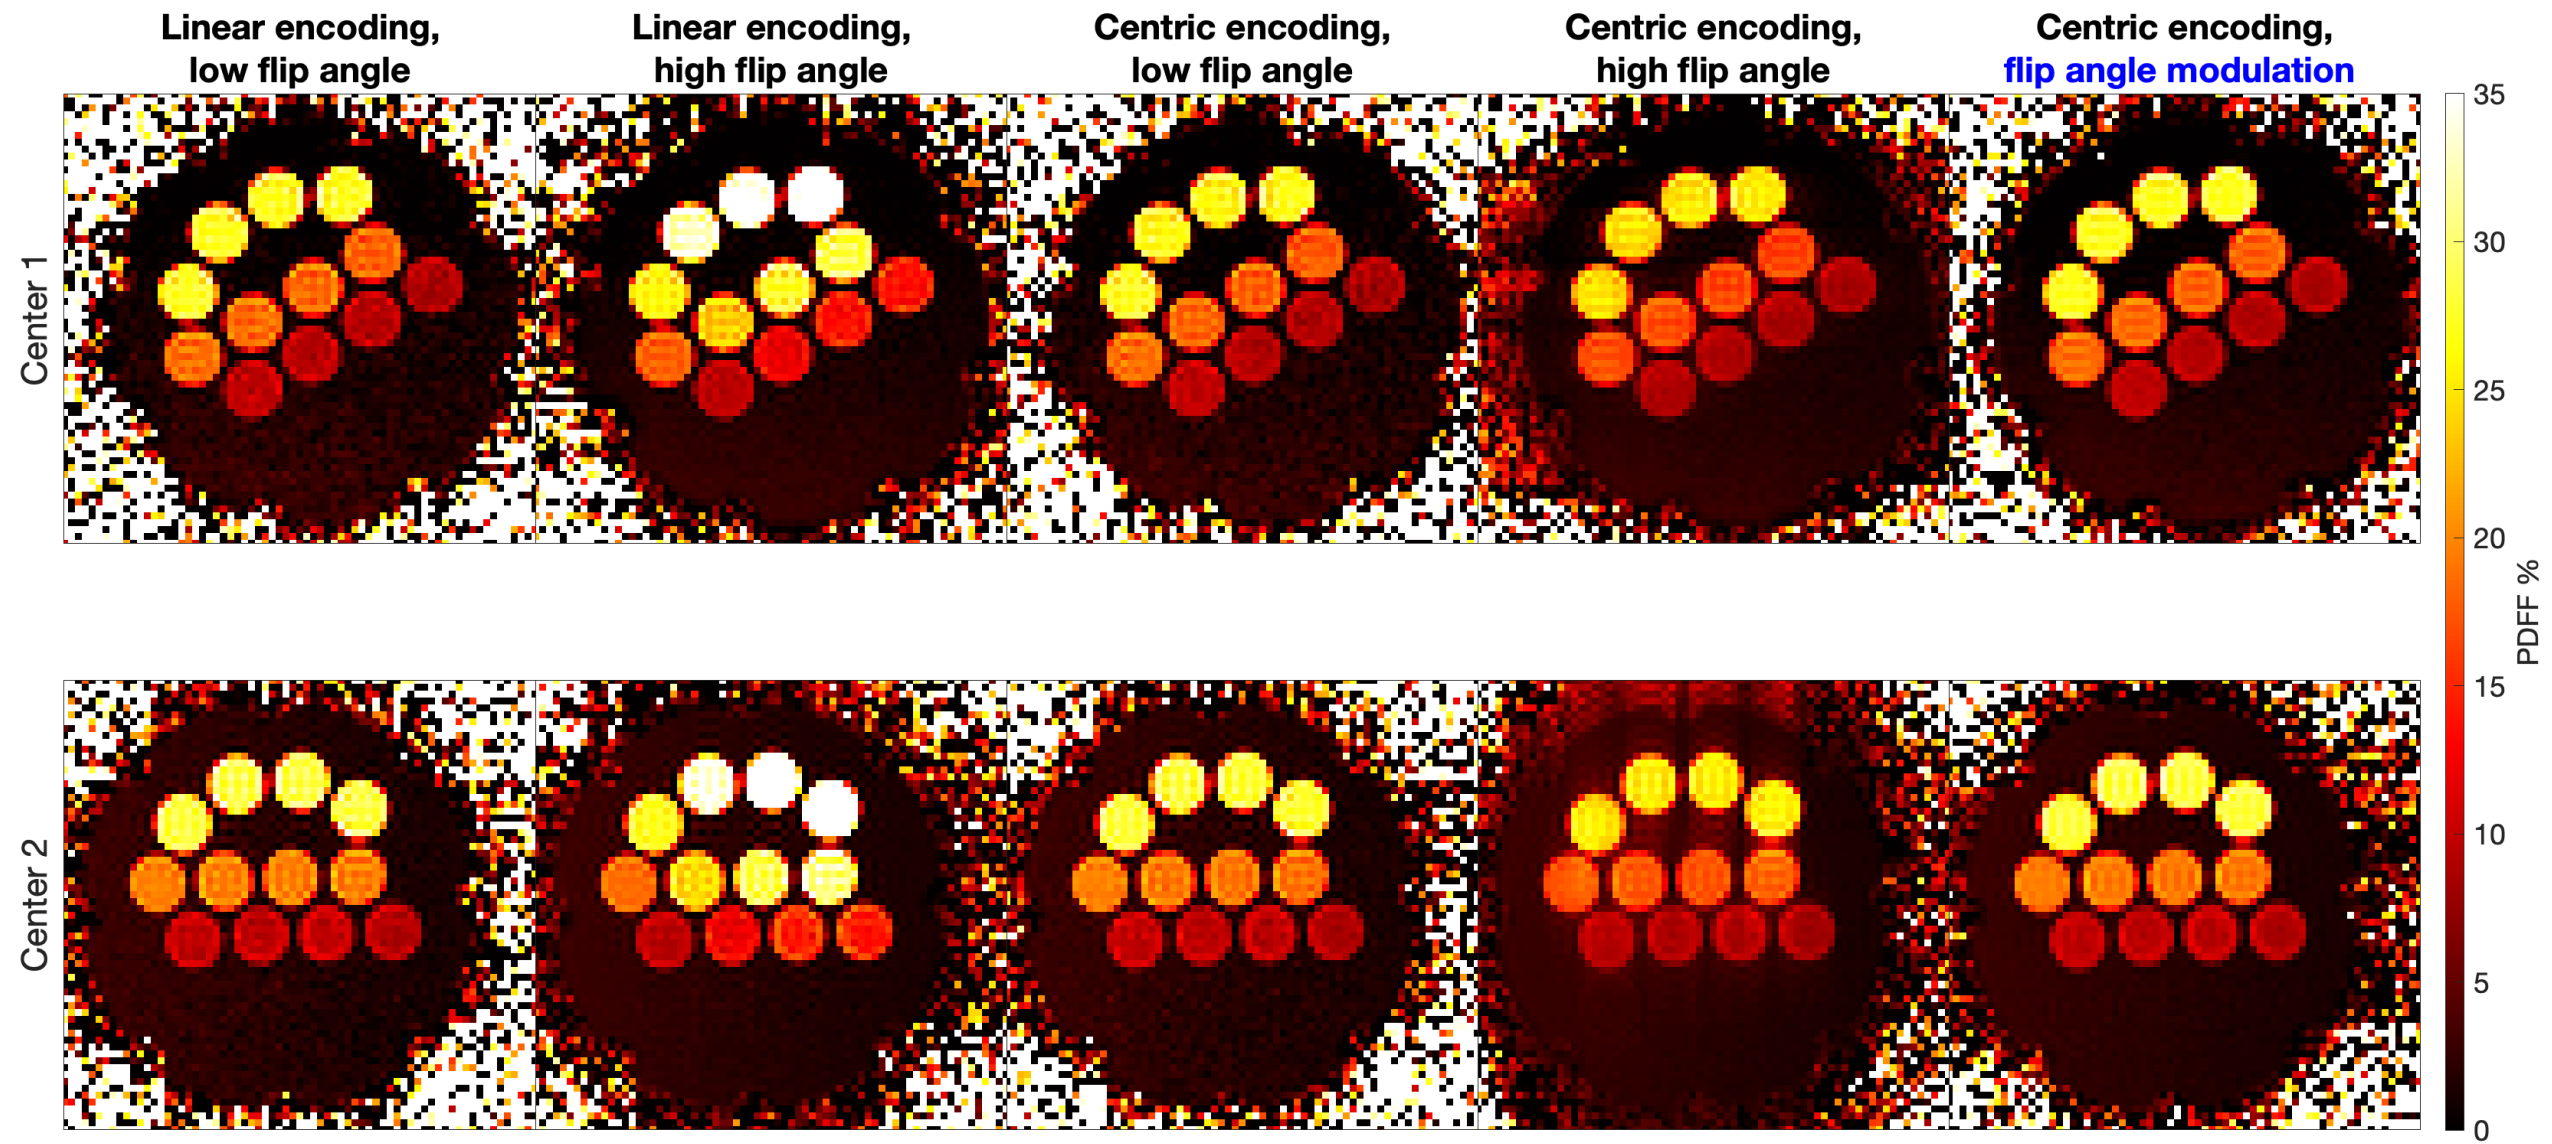 Linear encoding,
low flip angle
Linear encoding,
high flip angle
Centric encoding,
low flip angle
Centric encoding,
high flip angle
Centric encoding,
flip angle modulation
Center 1
Center 2
35
30
25
20
15
10
5
0
PDFF %